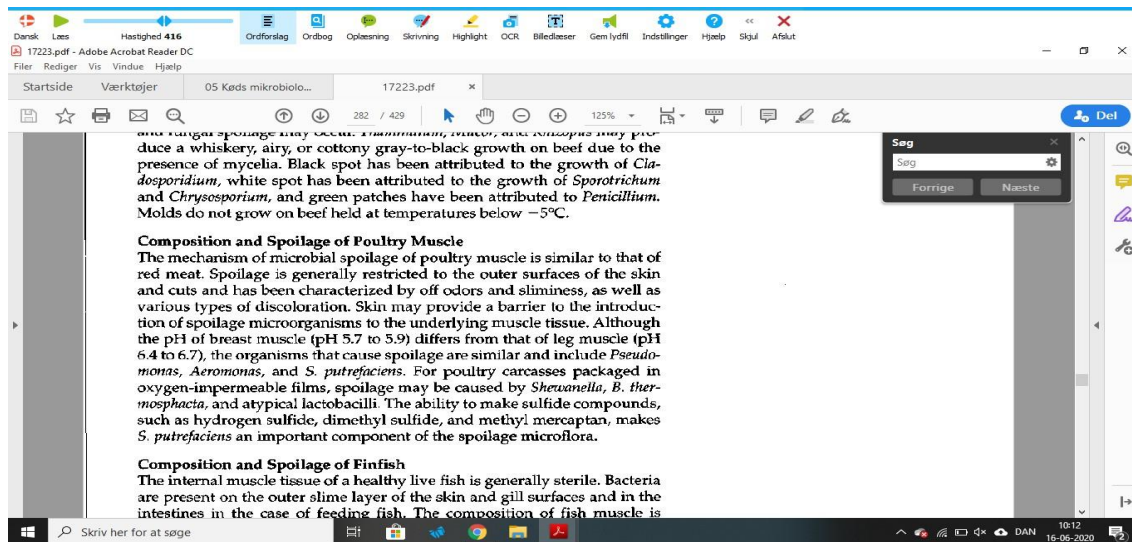 Dansk Læs Hastighed 416 Ordforslag Ordbog Oplæsning Skrivning Highlight OCR Billedlæser Gem lydfil Indstillinger Hjælp Skjul Afslut
17223.pdf - Adobe Acrobat Reader DC
Filer Rediger Vis Vindue Hjælp
Startside Værktøjer 05 Køds mikrobiolo... 17223.pdf ×
282 / 429 125% Del
Søg
Søg
Forrige Næste
and fungal spoilage may occur. Thamnidium, Mucor, and Rhizopus may pro-
duce a whiskery, airy, or cottony gray-to-black growth on beef due to the
presence of mycelia. Black spot has been attributed to the growth of Cla-
dosporidium, white spot has been attributed to the growth of Sporotrichum
and Chrysosporium, and green patches have been attributed to Penicillium.
Molds do not grow on beef held at temperatures below −5°C.
Composition and Spoilage of Poultry Muscle
The mechanism of microbial spoilage of poultry muscle is similar to that of
red meat. Spoilage is generally restricted to the outer surfaces of the skin
and cuts and has been characterized by off odors and sliminess, as well as
various types of discoloration. Skin may provide a barrier to the introduc-
tion of spoilage microorganisms to the underlying muscle tissue. Although
the pH of breast muscle (pH 5.7 to 5.9) differs from that of leg muscle (pH
6.4 to 6.7), the organisms that cause spoilage are similar and include Pseudo-
monas, Aeromonas, and S. putrefaciens. For poultry carcasses packaged in
oxygen-impermeable films, spoilage may be caused by Shewanella, B. ther-
mosphacta, and atypical lactobacilli. The ability to make sulfide compounds,
such as hydrogen sulfide, dimethyl sulfide, and methyl mercaptan, makes
S. putrefaciens an important component of the spoilage microflora.
Composition and Spoilage of Finfish
The internal muscle tissue of a healthy live fish is generally sterile. Bacteria
are present on the outer slime layer of the skin and gill surfaces and in the
intestines in the case of feeding fish. The composition of fish muscle is
Skriv her for at søge DAN 10:12
16-06-2020